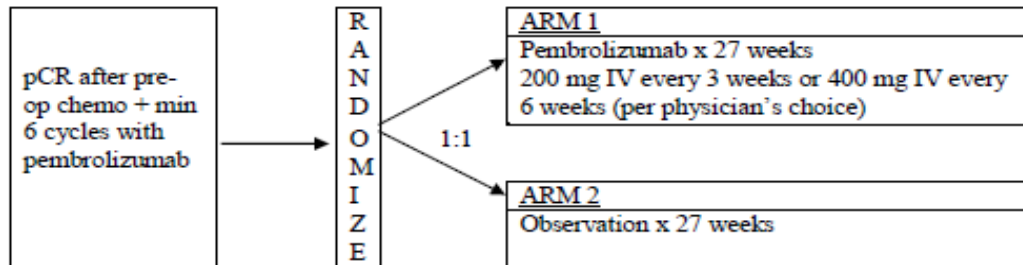 pCR after pre-
op chemo + min
6 cycles with
pembrolizumab
R
A
N
D
O
M
I
Z
E
1:1
ARM 1
Pembrolizumab x 27 weeks
200 mg IV every 3 weeks or 400 mg IV every
6 weeks (per physician's choice)
ARM 2
Observation x 27 weeks